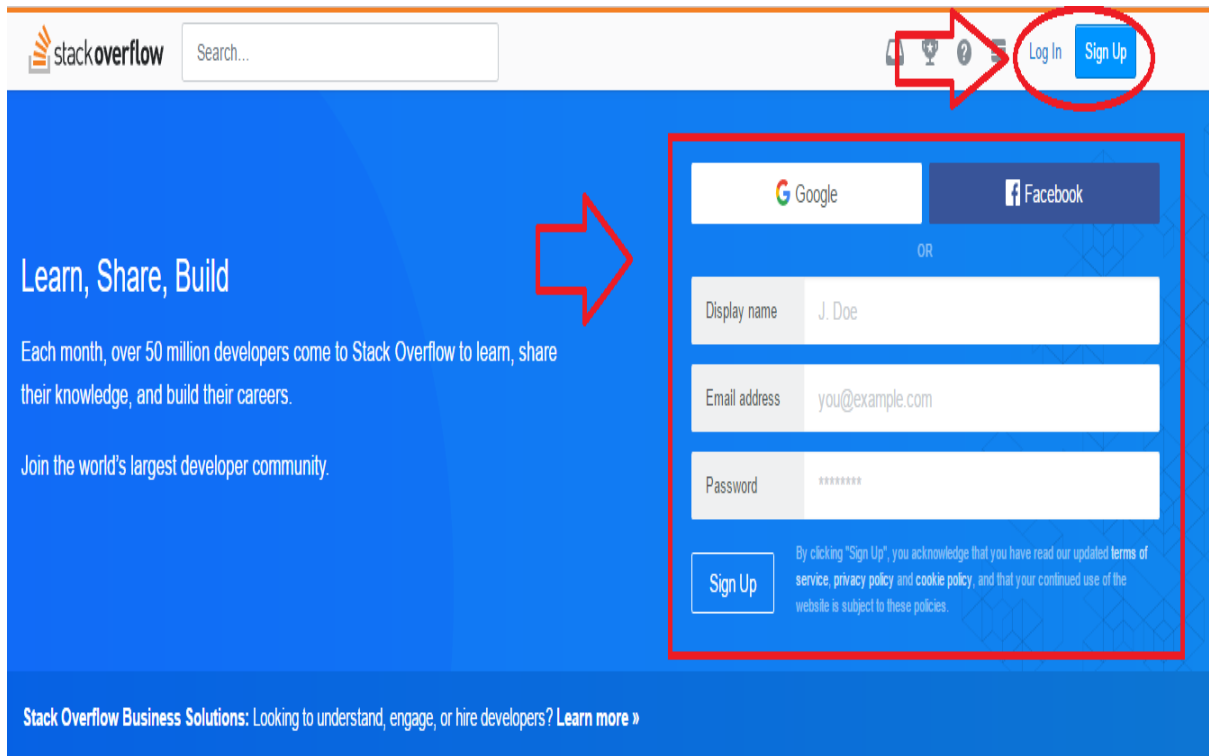 stackoverflow
Search...
Log In
Sign Up
Google
Facebook
OR
Learn, Share, Build
Each month, over 50 million developers come to Stack Overflow to learn, share
their knowledge, and build their careers.
Join the world's largest developer community.
Display name
J. Doe
Email address
you@example.com
Password
********
Sign Up
By clicking "Sign Up", you acknowledge that you have read our updated terms of
service, privacy policy and cookie policy, and that your continued use of the
website is subject to these policies.
Stack Overflow Business Solutions: Looking to understand, engage, or hire developers? Learn more »